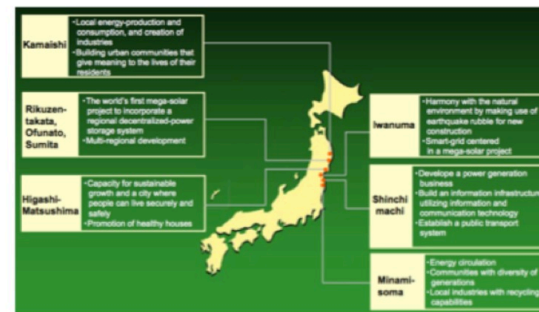 Kamaishi
•Local energy-production and
consumption, and creation of
industries
•Building urban communities that
give meaning to the lives of their
residents
Rikuzen-
takata,
Ofunato,
Sumita
•The world's first mega-solar
project to incorporate a
regional decentralized-power
storage system
•Multi-regional development
Higashi-
Matsushima
•Capacity for sustainable
growth and a city where
people can live securely and
safely
•Promotion of healthy houses
Iwanuma
•Harmony with the natural
environment by making use of
earthquake rubble for new
construction
•Smart-grid centered
in a mega-solar project
Shinchi
machi
•Develope a power generation
business
•Build an information infrastructure
utilizing information and
communication technology
•Establish a public transport
system
Minami-
soma
•Energy circulation
•Communities with diversity of
generations
•Local industries with recycling
capabilities